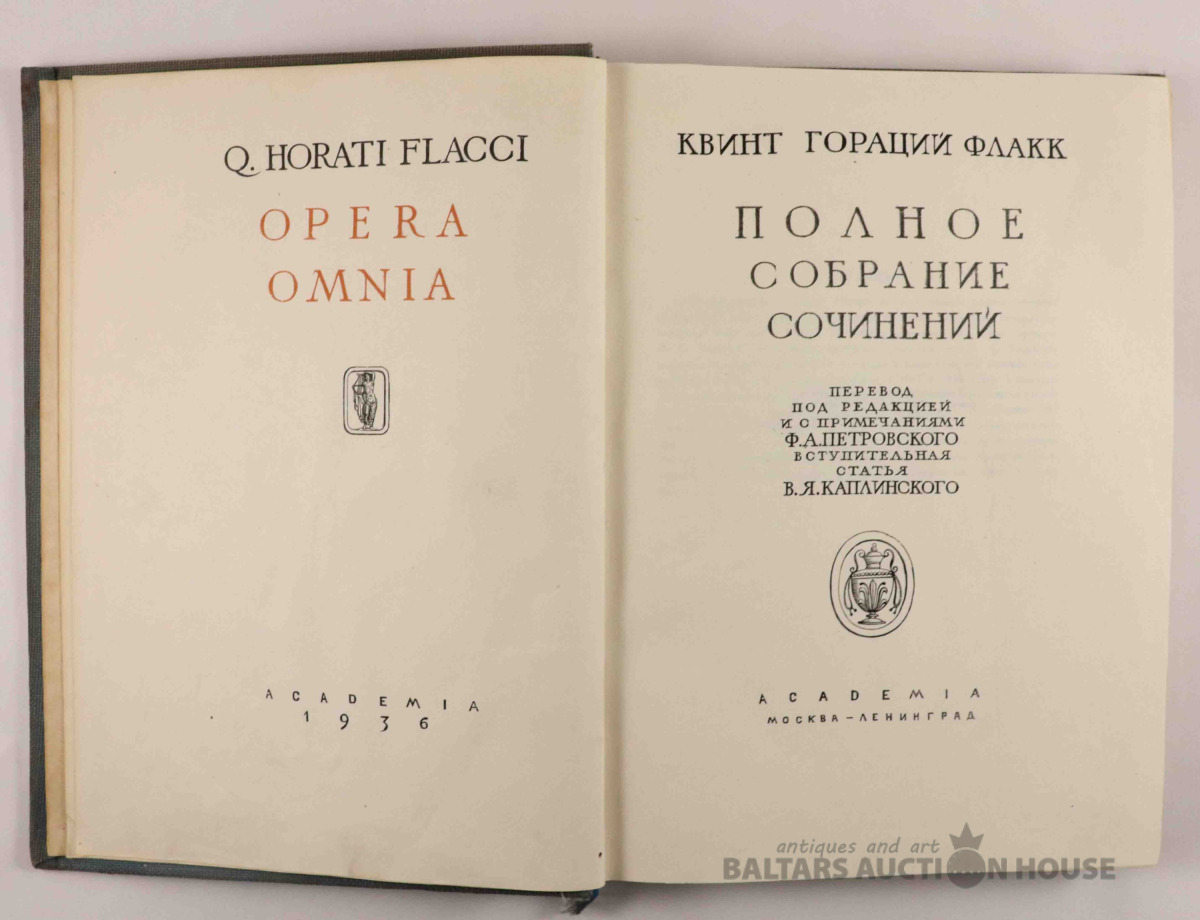 Q. HORATI FLACCI
OPERA
OMNIA
ACADEMIA
1936
КВИНТ ГОРАЦИЙ ФЛАКК
ПОЛНОЕ
СОБРАНИЕ
СОЧИНЕНИЙ
ПЕРЕВОД
ПОД РЕДАКЦИЕЙ
И С ПРИМЕЧАНИЯМИ
Ф.А.ПЕТРОВСКОГО
ВСТУПИТЕЛЬНАЯ
СТАТЬЯ
В.Я.КАПЛИНСКОГО
ACADEMIA
МОСКВА – ЛЕНИНГРАД
antiques and art
BALTARS AUCTION HOUSE